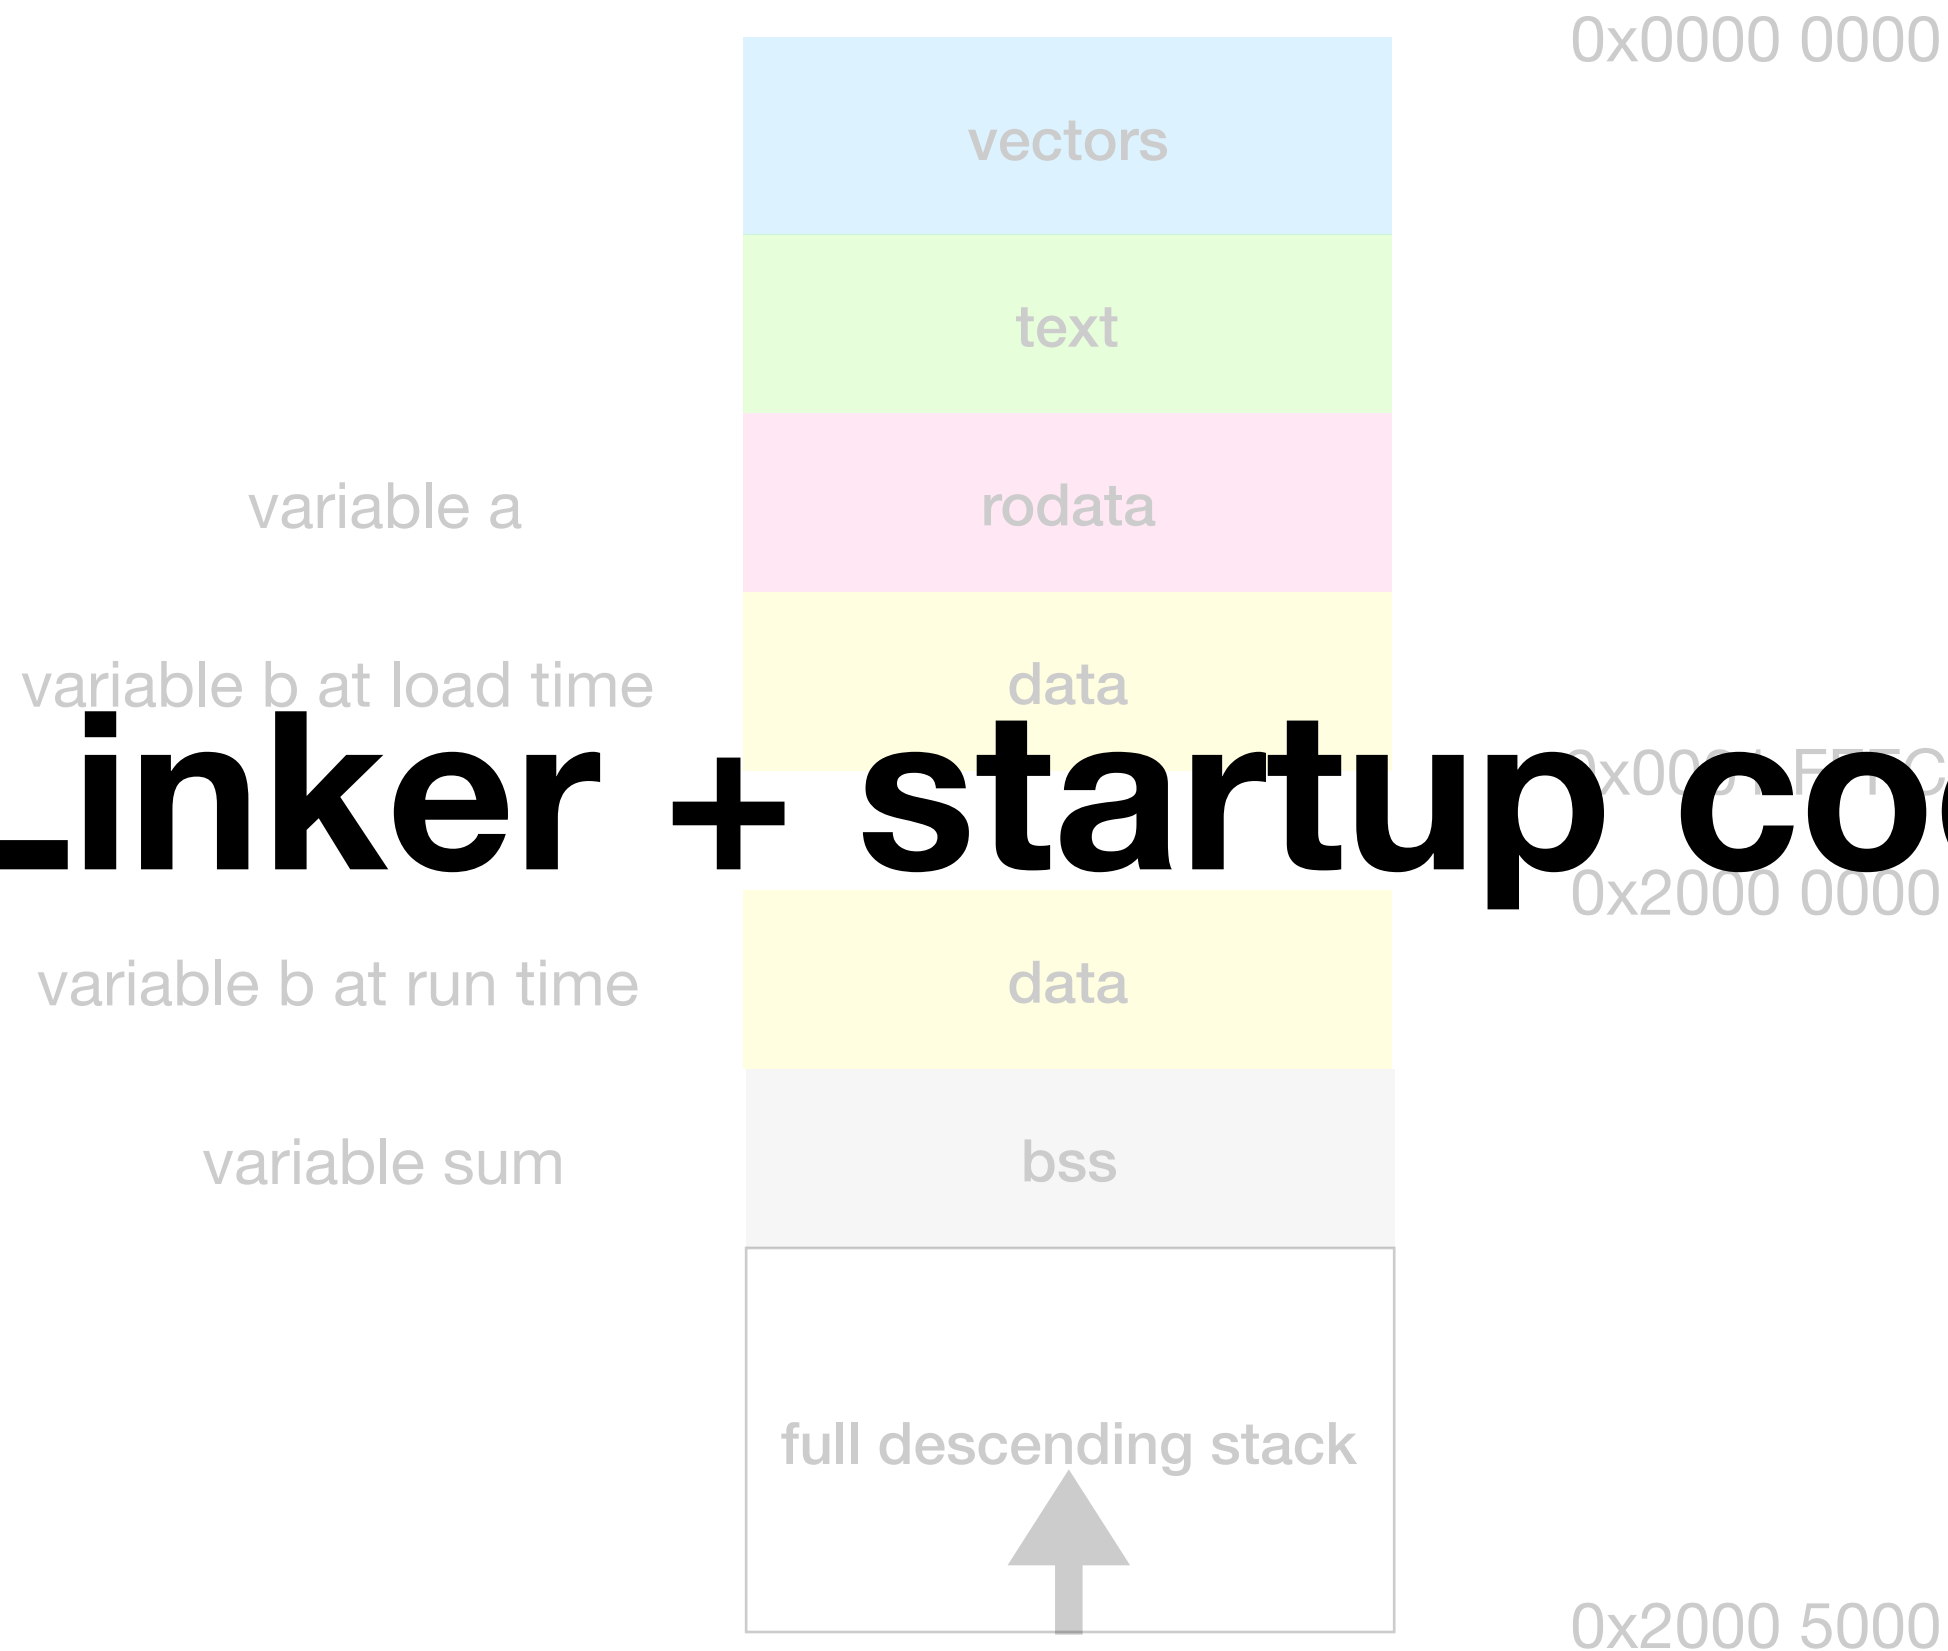 0x0000 0000
vectors
text
variable a rodata
variable b at load time data
Linker + startup
0x2000 0000
variable b at run time data
variable sum bss
full descending stack
0x2000 5000